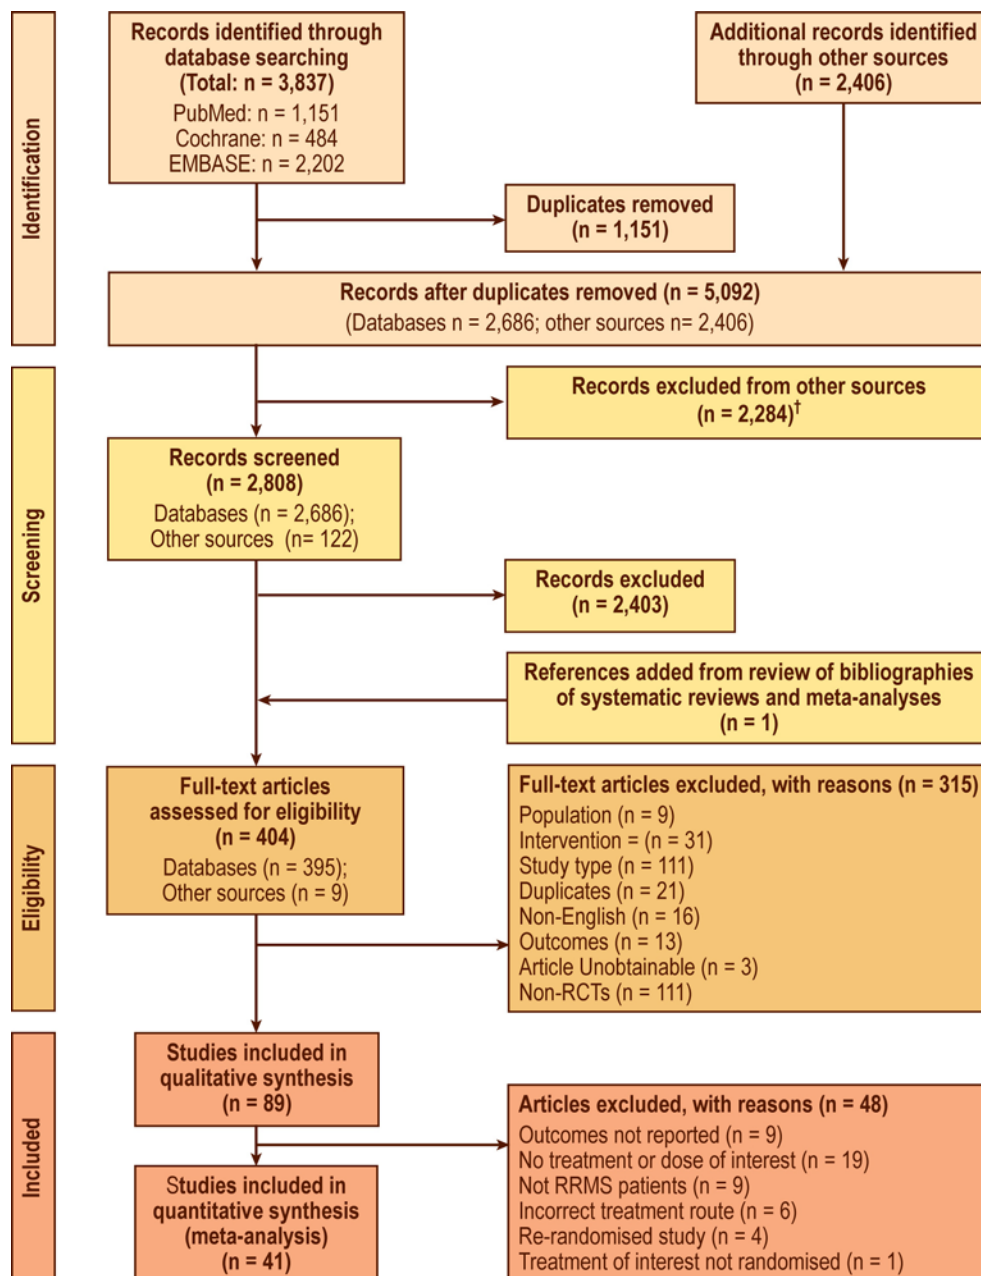 Identification
Records identified through
database searching
(Total: n = 3,837)
PubMed: n = 1,151
Cochrane: n = 484
EMBASE: n = 2,202
Additional records identified
through other sources
(n = 2,406)
Duplicates removed
(n = 1,151)
Records after duplicates removed (n = 5,092)
(Databases n = 2,686; other sources n= 2,406)
Screening
Records excluded from other sources
(n = 2,284)†
Records screened
(n = 2,808)
Databases (n = 2,686);
Other sources (n= 122)
Records excluded
(n = 2,403)
References added from review of bibliographies
of systematic reviews and meta-analyses
(n = 1)
Eligibility
Full-text articles
assessed for eligibility
(n = 404)
Databases (n = 395);
Other sources (n = 9)
Full-text articles excluded, with reasons (n = 315)
Population (n = 9)
Intervention = (n = 31)
Study type (n = 111)
Duplicates (n = 21)
Non-English (n = 16)
Outcomes (n = 13)
Article Unobtainable (n = 3)
Non-RCTs (n = 111)
Included
Studies included in
qualitative synthesis
(n = 89)
Articles excluded, with reasons (n = 48)
Outcomes not reported (n = 9)
No treatment or dose of interest (n = 19)
Not RRMS patients (n = 9)
Incorrect treatment route (n = 6)
Re-randomised study (n = 4)
Treatment of interest not randomised (n = 1)
Studies included in
quantitative synthesis
(meta-analysis)
(n = 41)